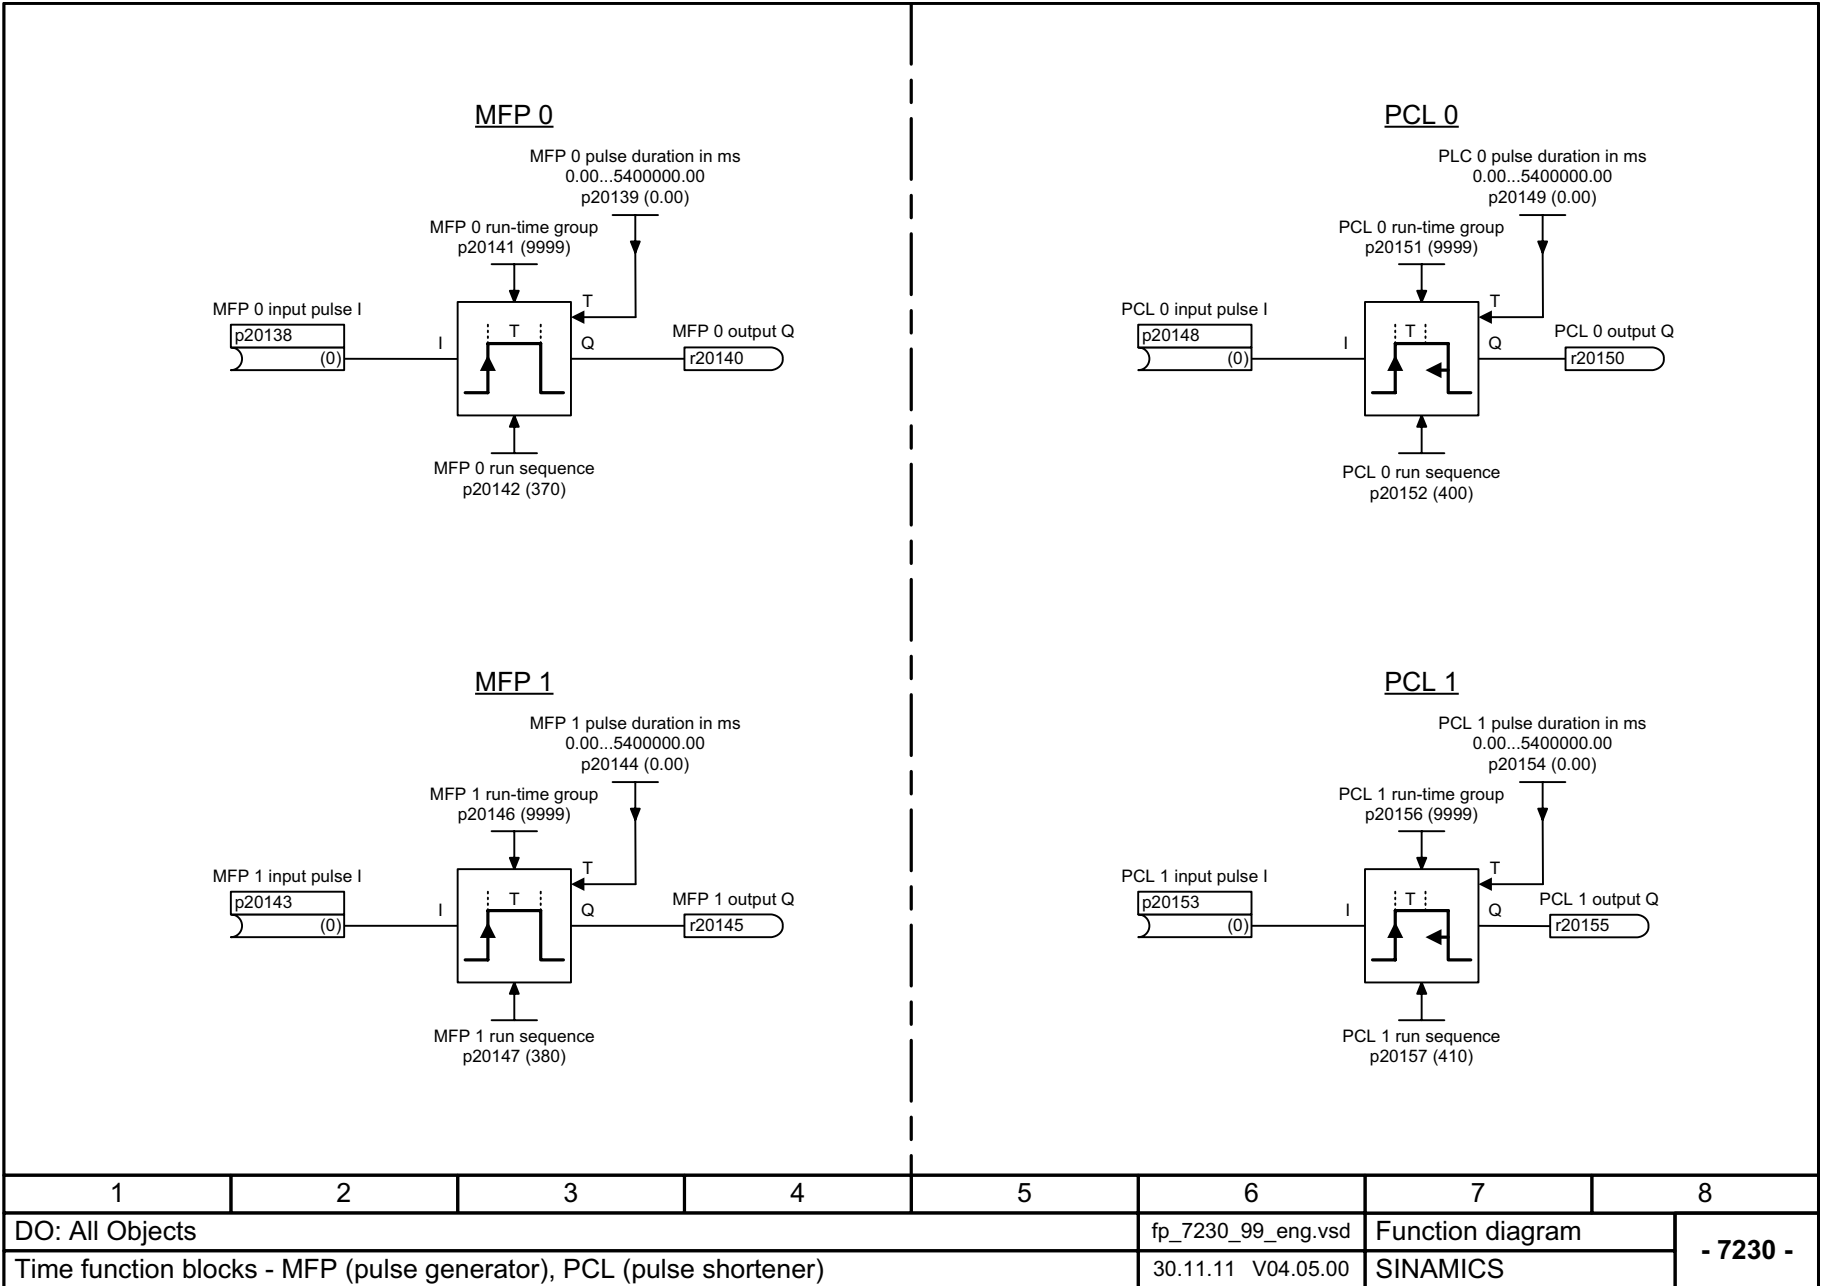 MFP 0
MFP 0 pulse duration in ms
0.00...5400000.00
p20139 (0.00)
MFP 0 run-time group
p20141 (9999)
MFP 0 input pulse I
p20138
(0)
I
T
T
Q
MFP 0 output Q
r20140
MFP 0 run sequence
p20142 (370)
PCL 0
PLC 0 pulse duration in ms
0.00...5400000.00
p20149 (0.00)
PCL 0 run-time group
p20151 (9999)
PCL 0 input pulse I
p20148
(0)
I
T
T
Q
PCL 0 output Q
r20150
PCL 0 run sequence
p20152 (400)
MFP 1
MFP 1 pulse duration in ms
0.00...5400000.00
p20144 (0.00)
MFP 1 run-time group
p20146 (9999)
MFP 1 input pulse I
p20143
(0)
I
T
T
Q
MFP 1 output Q
r20145
MFP 1 run sequence
p20147 (380)
PCL 1
PCL 1 pulse duration in ms
0.00...5400000.00
p20154 (0.00)
PCL 1 run-time group
p20156 (9999)
PCL 1 input pulse I
p20153
(0)
I
T
T
Q
PCL 1 output Q
r20155
PCL 1 run sequence
p20157 (410)
1 2 3 4 5 6 7 8
DO: All Objects
fp_7230_99_eng.vsd
Function diagram
- 7230 -
Time function blocks - MFP (pulse generator), PCL (pulse shortener)
30.11.11 V04.05.00
SINAMICS